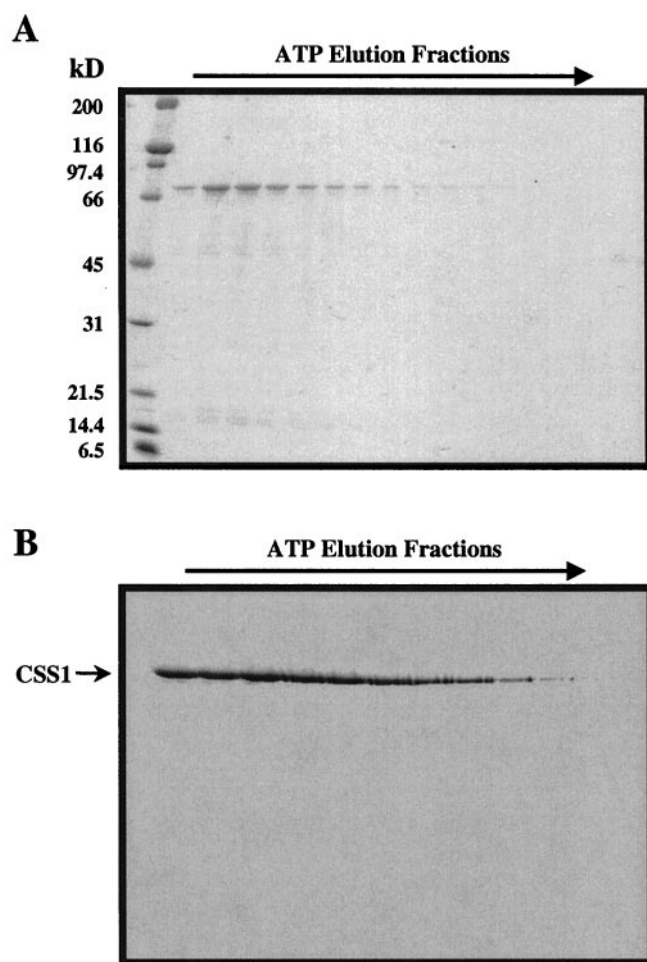 A
ATP Elution Fractions
kD
200
116
97.4
66
45
31
21.5
14.4
6.5
B
ATP Elution Fractions
CSS1